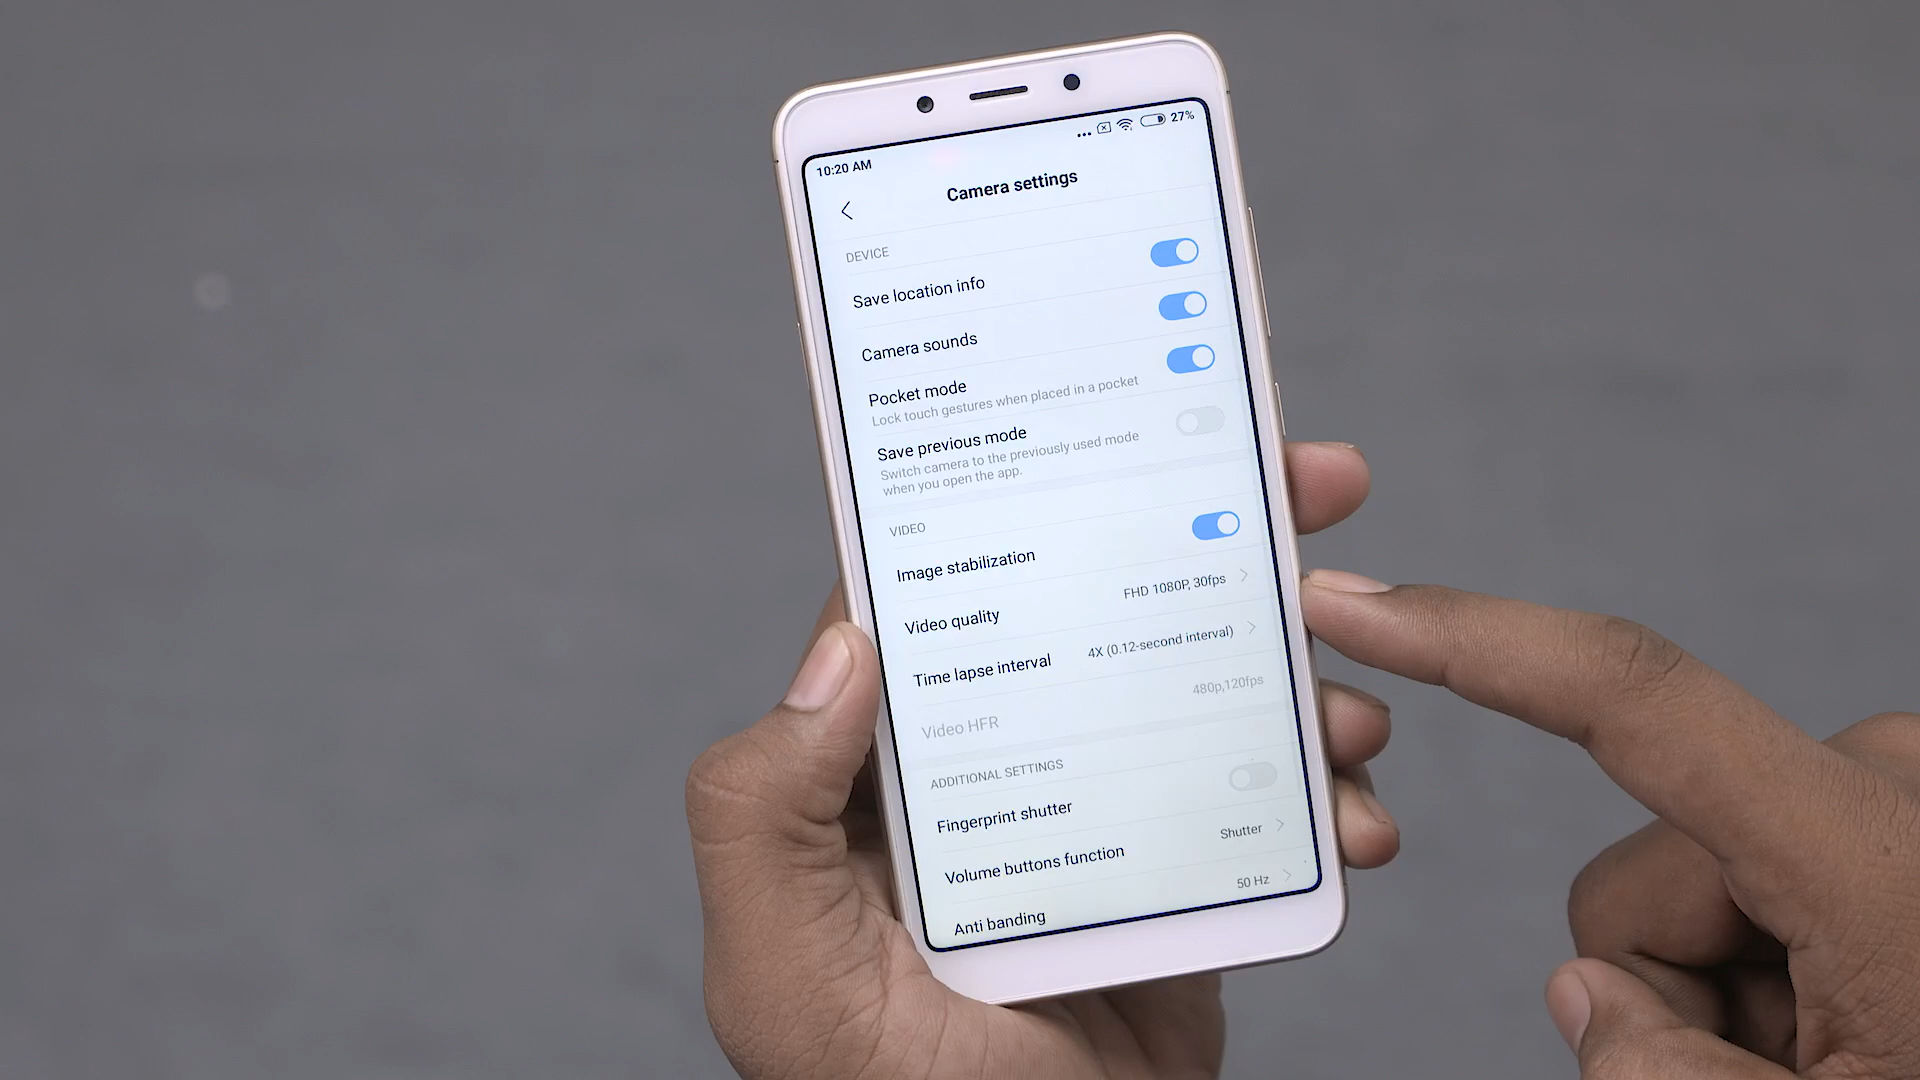 10:20 AM
27%
Camera settings
DEVICE
Save location info
Camera sounds
Pocket mode
Lock touch gestures when placed in a pocket
Save previous mode
Switch camera to the previously used mode
when you open the app.
VIDEO
Image stabilization
Video quality
FHD 1080P, 30fps
Time lapse interval
4X (0.12-second interval)
Video HFR
480p,120fps
ADDITIONAL SETTINGS
Fingerprint shutter
Volume buttons function
Shutter
Anti banding
50 Hz